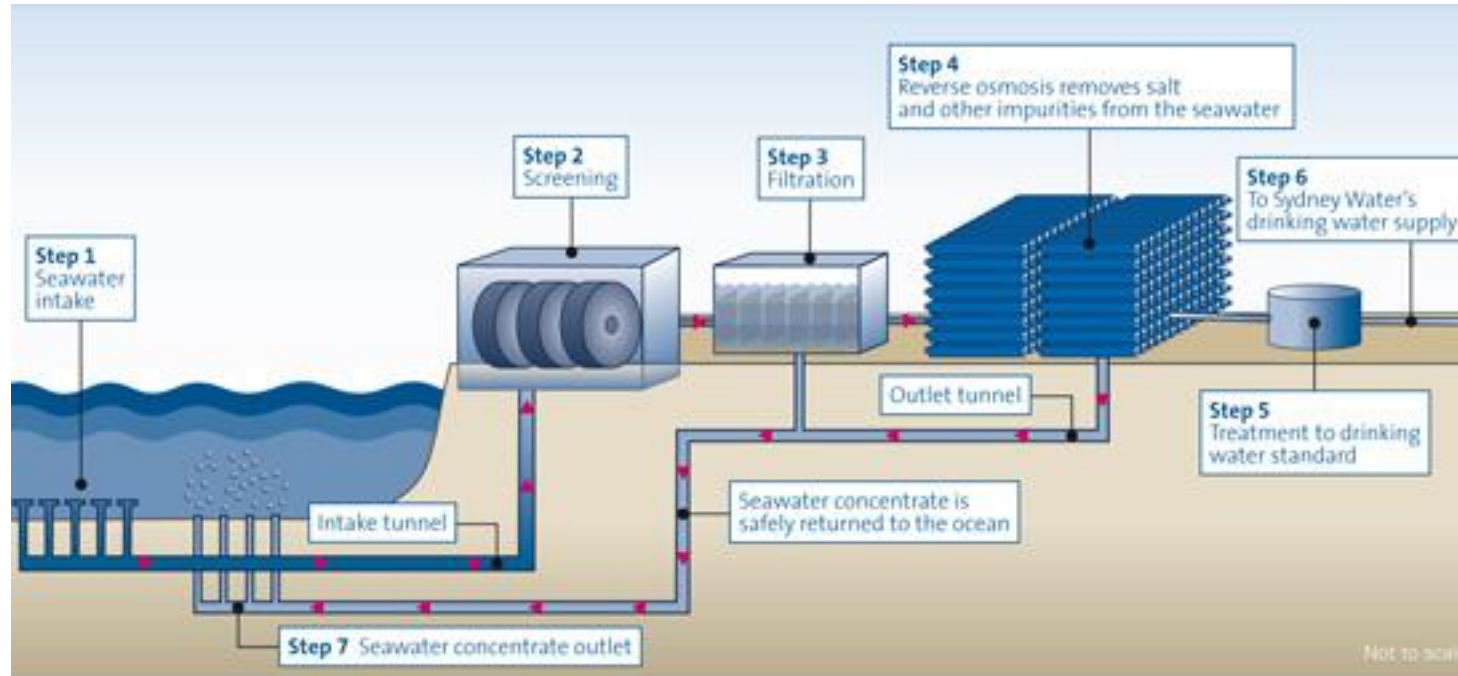 Step 1
Seawater
intake
Step 2
Screening
Step 3
Filtration
Step 4
Reverse osmosis removes salt
and other impurities from the seawater
Step 6
To Sydney Water's
drinking water supply
Outlet tunnel
Step 5
Treatment to drinking
water standard
Intake tunnel
Seawater concentrate is
safely returned to the ocean
Step 7 Seawater concentrate outlet
Not to